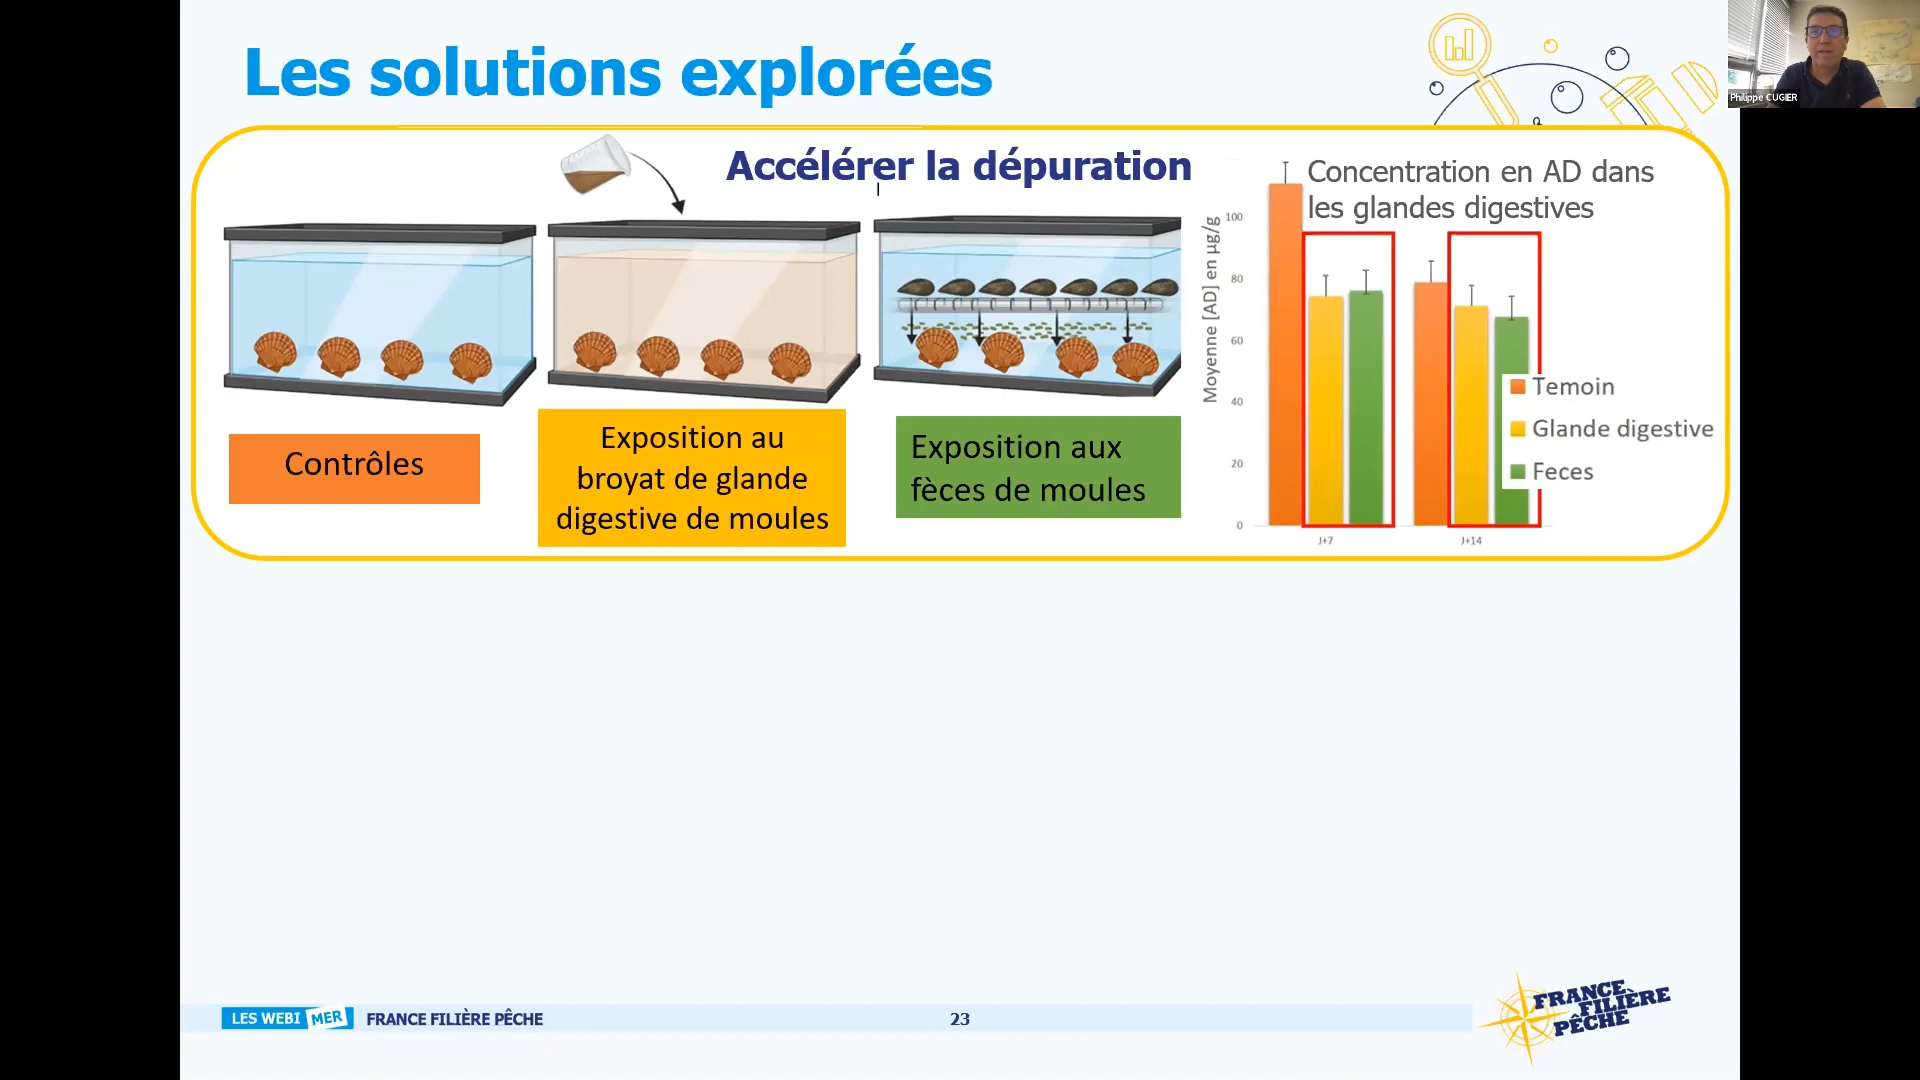 Les solutions explorées
Philippe CUGIER
Accélérer la dépuration
Contrôles
Exposition au
broyat de glande
digestive de moules
Exposition aux
fèces de moules
Concentration en AD dans
les glandes digestives
Moyenne [AD] en µg/g
100
80
60
40
20
0
J+7
J+14
Temoin
Glande digestive
Feces
LES WEBI MER FRANCE FILIÈRE PÊCHE
23
FRANCE
FILIÈRE
PÊCHE